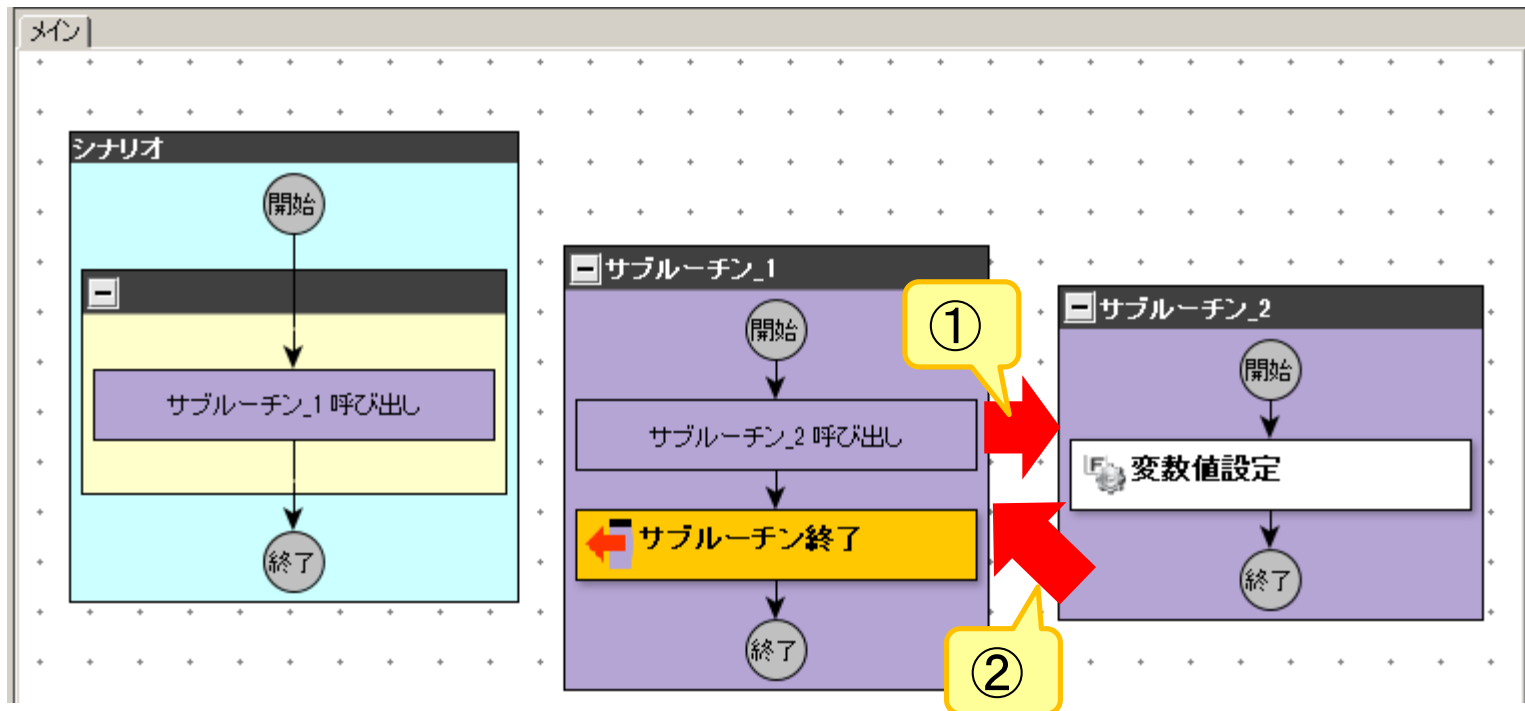 メイン
シナリオ
開始
サブルーチン_1 呼び出し
終了
サブルーチン_1
開始
サブルーチン_2 呼び出し
サブルーチン終了
終了
①
②
サブルーチン_2
開始
変数値設定
終了